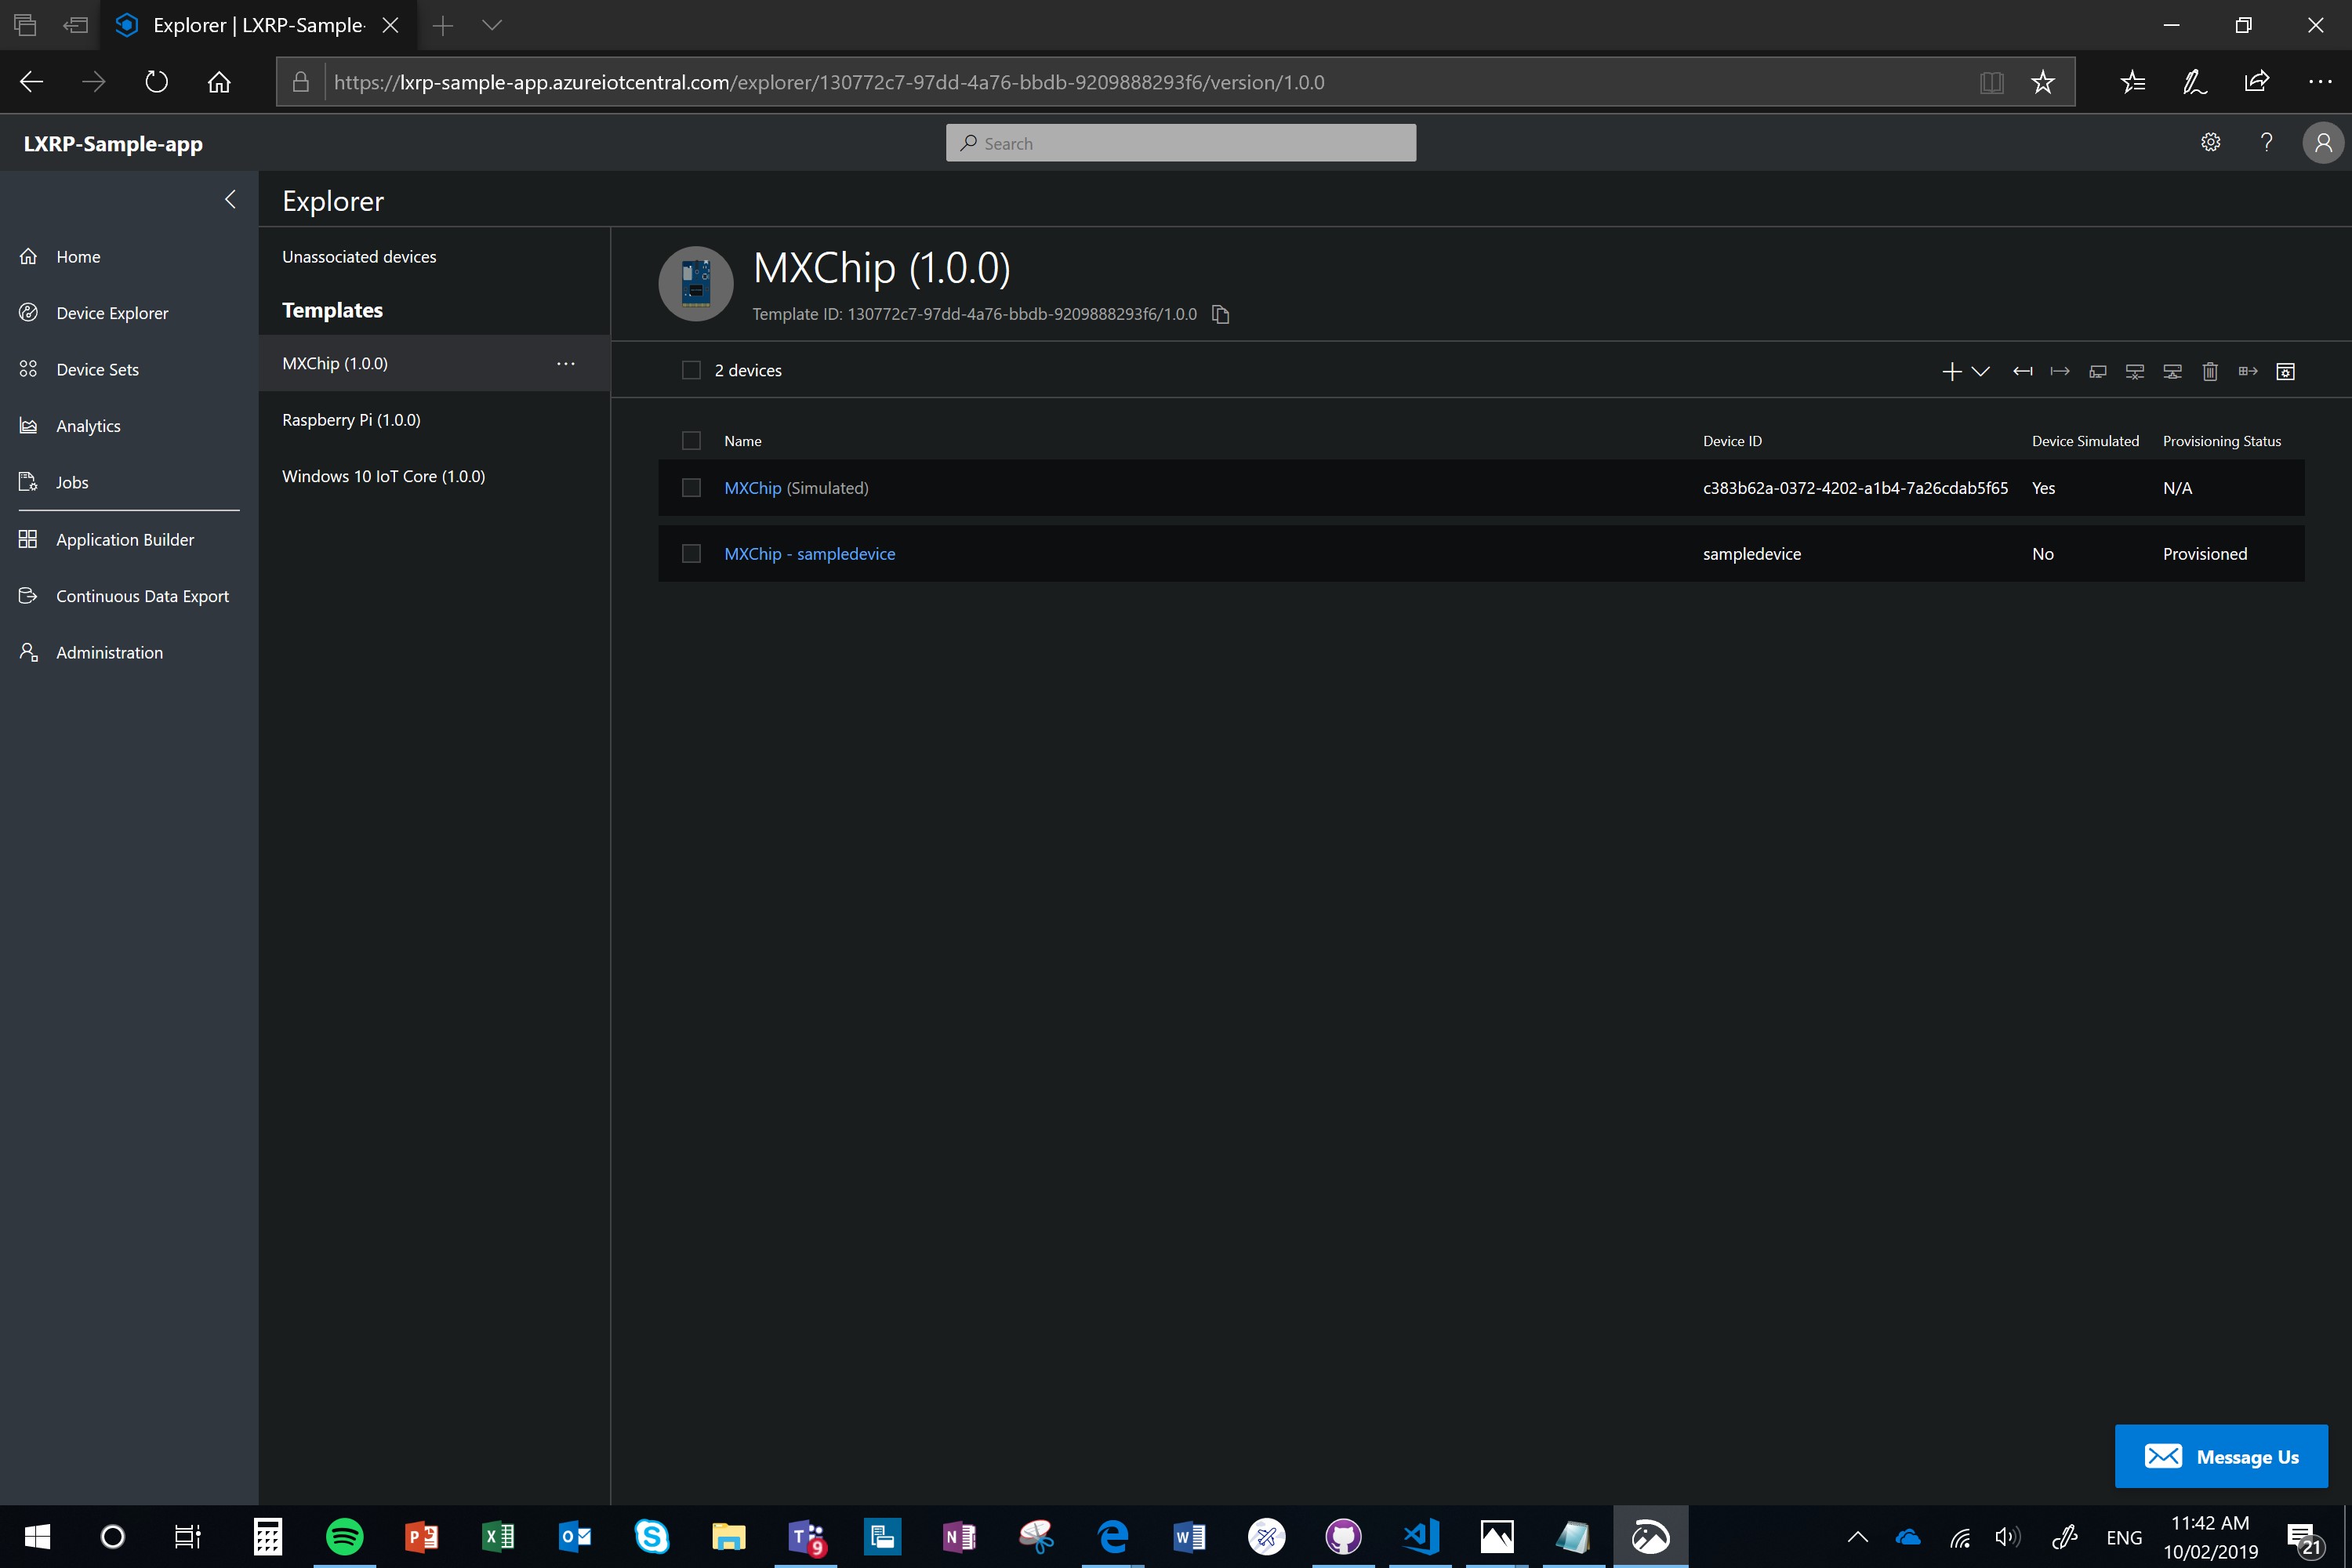 Explorer | LXRP-Sample-
https://lxrp-sample-app.azureiotcentral.com/explorer/130772c7-97dd-4a76-bbdb-9209888293f6/version/1.0.0
LXRP-Sample-app
Search
?
Home
Device Explorer
Device Sets
Analytics
Jobs
Application Builder
Continuous Data Export
Administration
Explorer
Unassociated devices
Templates
MXChip (1.0.0)
Raspberry Pi (1.0.0)
Windows 10 IoT Core (1.0.0)
MXChip (1.0.0)
Template ID: 130772c7-97dd-4a76-bbdb-9209888293f6/1.0.0
2 devices
Name Device ID Device Simulated Provisioning Status
MXChip (Simulated) c383b62a-0372-4202-a1b4-7a26cdab5f65 Yes N/A
MXChip - sampledevice sampledevice No Provisioned
Message Us
ENG
11:42 AM
10/02/2019
21
9